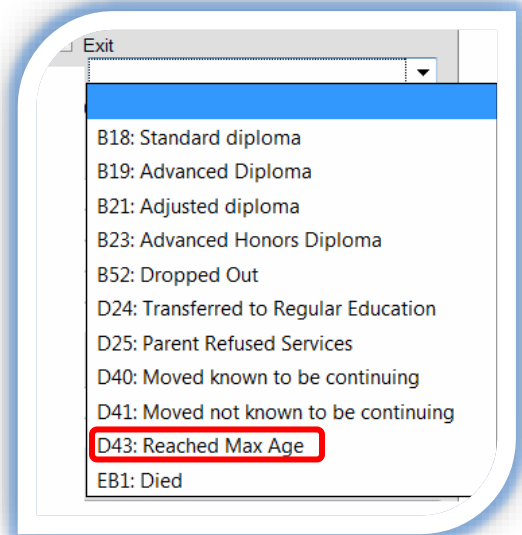 Exit
B18: Standard diploma
B19: Advanced Diploma
B21: Adjusted diploma
B23: Advanced Honors Diploma
B52: Dropped Out
D24: Transferred to Regular Education
D25: Parent Refused Services
D40: Moved known to be continuing
D41: Moved not known to be continuing
D43: Reached Max Age
EB1: Died